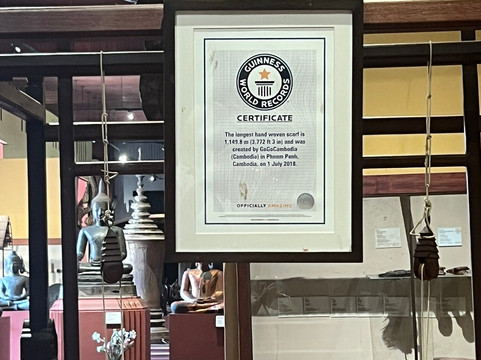 GUINNESS
WORLD RECORDS
CERTIFICATE
The longest hand woven scarf is
1,149.8 m (3,772 ft 3 in) and was
created by GoGoCambodia
(Cambodia) in Phnom Penh,
Cambodia, on 1 July 2018.
OFFICIALLY AMAZING